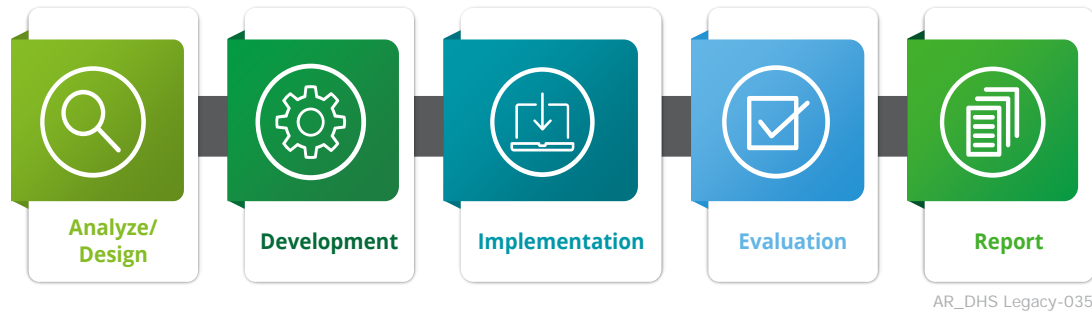 Analyze/
Design
Development
Implementation
Evaluation
Report
AR_DHS Legacy-035